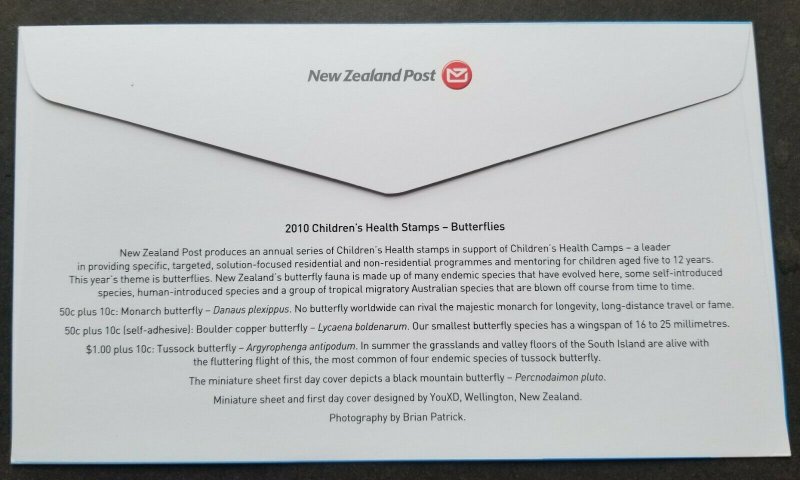 New Zealand Post
2010 Children's Health Stamps – Butterflies
New Zealand Post produces an annual series of Children's Health stamps in support of Children's Health Camps – a leader
in providing specific, targeted, solution-focused residential and non-residential programmes and mentoring for children aged five to 12 years.
This year's theme is butterflies. New Zealand's butterfly fauna is made up of many endemic species that have evolved here, some self-introduced
species, human-introduced species and a group of tropical migratory Australian species that are blown off course from time to time.
50c plus 10c: Monarch butterfly – Danaus plexippus. No butterfly worldwide can rival the majestic monarch for longevity, long-distance travel or fame.
50c plus 10c (self-adhesive): Boulder copper butterfly – Lycaena boldenarum. Our smallest butterfly species has a wingspan of 16 to 25 millimetres.
$1.00 plus 10c: Tussock butterfly – Argyrophenga antipodum. In summer the grasslands and valley floors of the South Island are alive with
the fluttering flight of this, the most common of four endemic species of tussock butterfly.
The miniature sheet first day cover depicts a black mountain butterfly – Percnodaimon pluto.
Miniature sheet and first day cover designed by YouXD, Wellington, New Zealand.
Photography by Brian Patrick.